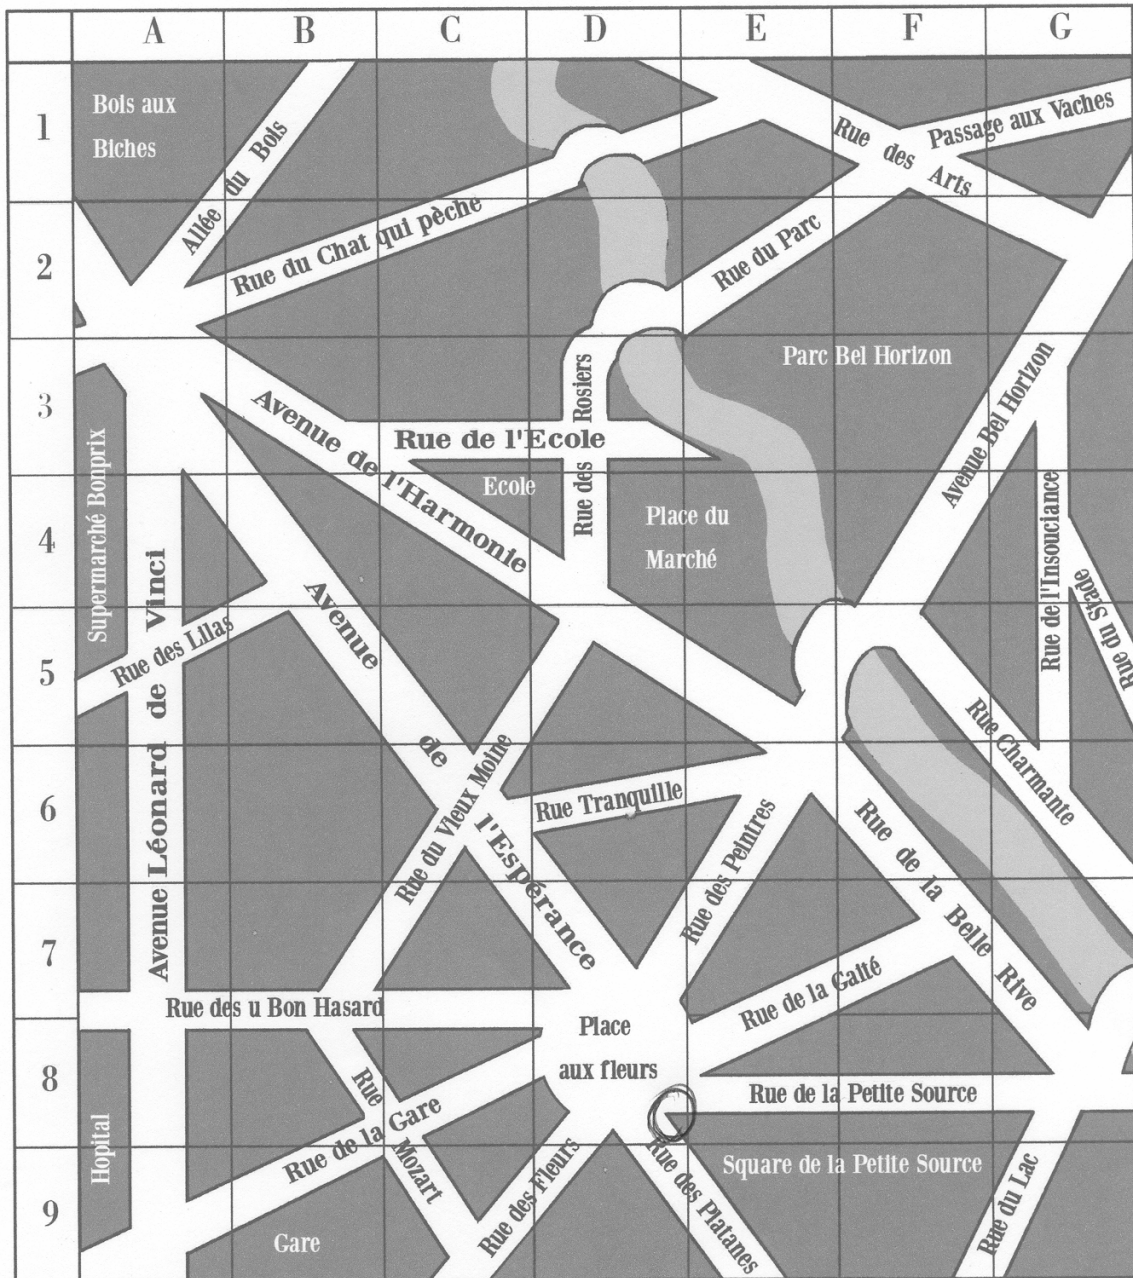 A B C D E F G
1
Bois aux
Biches
Allée du Bois
Rue des Arts
Passage aux Vaches
2
Rue du Chat qui pèche
Rue du Parc
3
Parc Bel Horizon
Avenue Bel Horizon
Supermarché Bonprix
Avenue de l'Harmonie
Rue de l'Ecole
Rue des Rosiers
4
Ecole
Place du
Marché
Rue de l'Insouciance
Rue du Stade
5
Rue des Lilas
Avenue Léonard de Vinci
Avenue de l'Espérance
Rue Charmante
6
Rue du Vieux Moine
Rue Tranquille
Rue des Peintres
Rue de la Belle Rive
7
Rue de la Gaité
Rue des u Bon Hasard
8
Place
aux fleurs
Rue de la Petite Source
Hopital
Rue Mozart
Rue de la Gare
9
Gare
Rue des Fleurs
Rue des Platanes
Square de la Petite Source
Rue du Lac